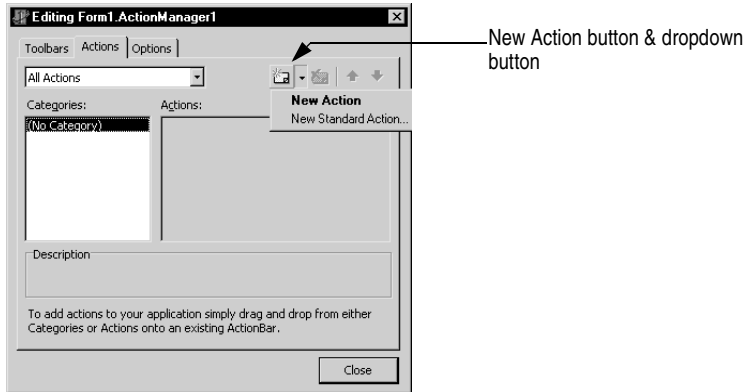 Editing Form1.ActionManager1
New Action button & dropdown
button
Toolbars Actions Options
All Actions
New Action
New Standard Action...
Categories: Actions:
(No Category)
Description
To add actions to your application simply drag and drop from either
Categories or Actions onto an existing ActionBar.
Close